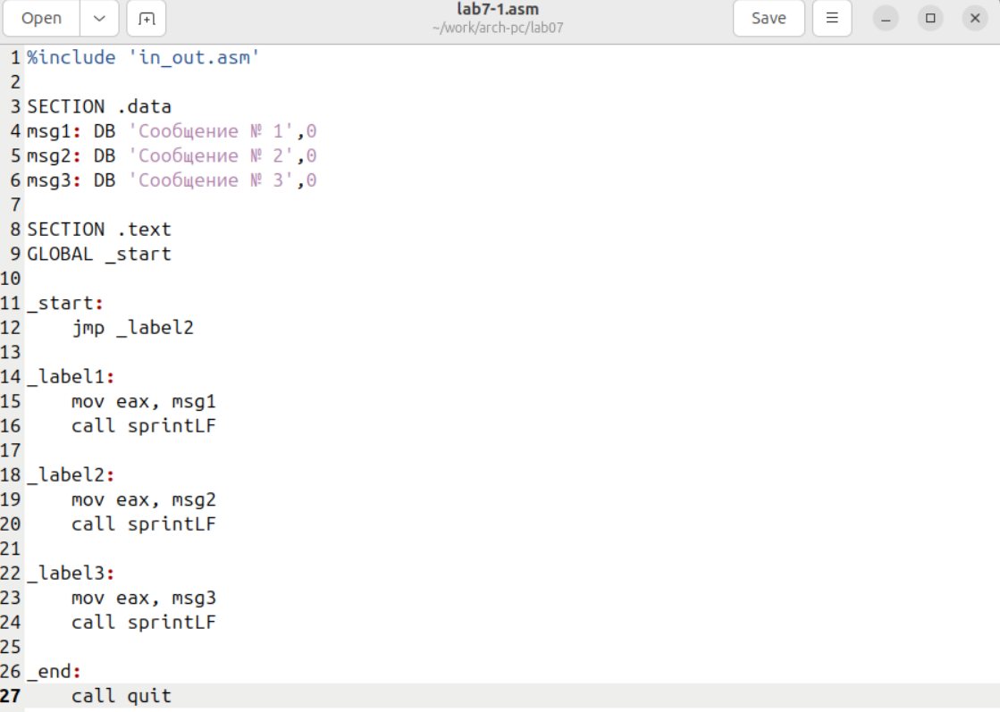 Open
lab7-1.asm
~/work/arch-pc/lab07
Save
1 %include 'in_out.asm'
2
3 SECTION .data
4 msg1: DB 'Сообщение № 1',0
5 msg2: DB 'Сообщение № 2',0
6 msg3: DB 'Сообщение № 3',0
7
8 SECTION .text
9 GLOBAL _start
10
11 _start:
12     jmp _label2
13
14 _label1:
15     mov eax, msg1
16     call sprintLF
17
18 _label2:
19     mov eax, msg2
20     call sprintLF
21
22 _label3:
23     mov eax, msg3
24     call sprintLF
25
26 _end:
27     call quit